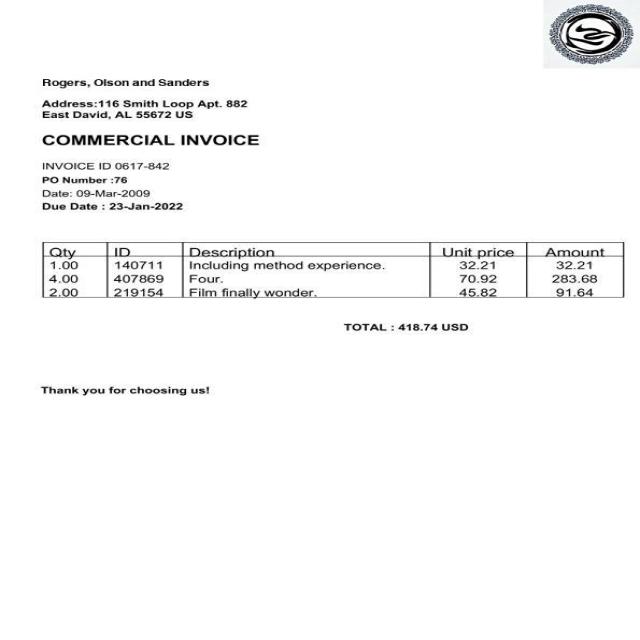 Rogers, Olson and Sanders
Address:116 Smith Loop Apt. 882
East David, AL 55672 US
COMMERCIAL INVOICE
INVOICE ID 0617-842
PO Number :76
Date: 09-Mar-2009
Due Date : 23-Jan-2022
Qty ID Description Unit price Amount
1.00 140711 Including method experience. 32.21 32.21
4.00 407869 Four. 70.92 283.68
2.00 219154 Film finally wonder. 45.82 91.64
TOTAL : 418.74 USD
Thank you for choosing us!